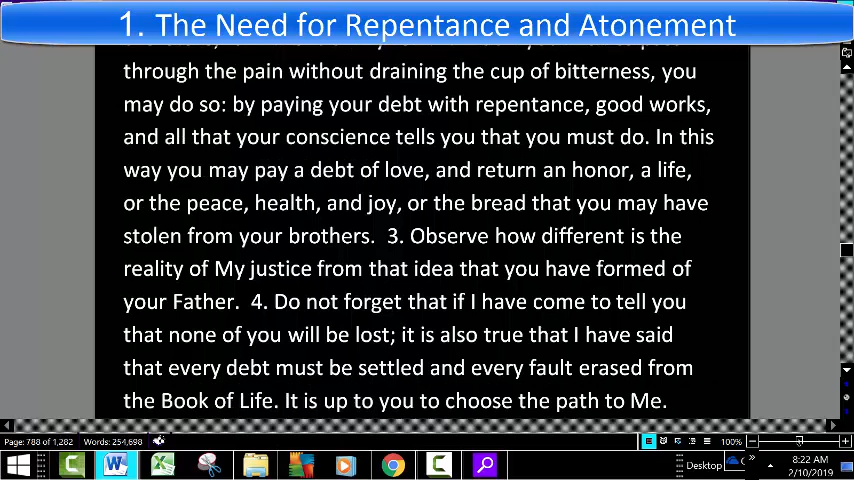 1. The Need for Repentance and Atonement
through the pain without draining the cup of bitterness, you
may do so: by paying your debt with repentance, good works,
and all that your conscience tells you that you must do. In this
way you may pay a debt of love, and return an honor, a life,
or the peace, health, and joy, or the bread that you may have
stolen from your brothers. 3. Observe how different is the
reality of My justice from that idea that you have formed of
your Father. 4. Do not forget that if I have come to tell you
that none of you will be lost; it is also true that I have said
that every debt must be settled and every fault erased from
the Book of Life. It is up to you to choose the path to Me.
Page: 788 of 1,282 Words: 254,698 100%
Desktop 8:22 AM
2/10/2019